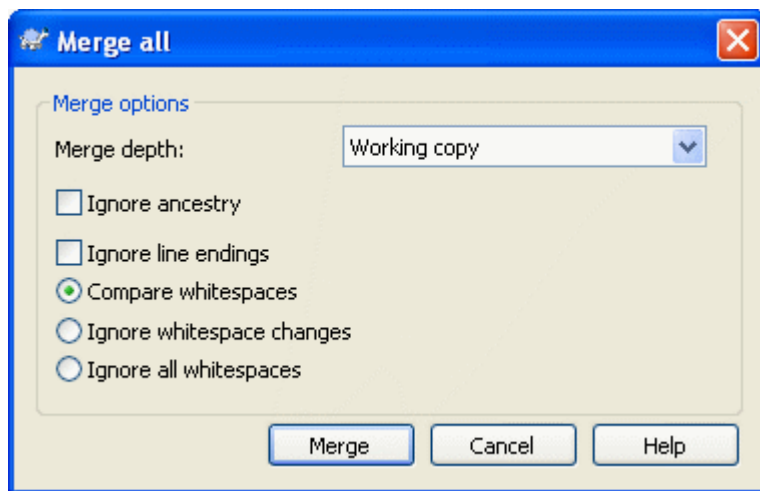 Merge all
Merge options
Merge depth: Working copy
Ignore ancestry
Ignore line endings
Compare whitespaces
Ignore whitespace changes
Ignore all whitespaces
Merge Cancel Help